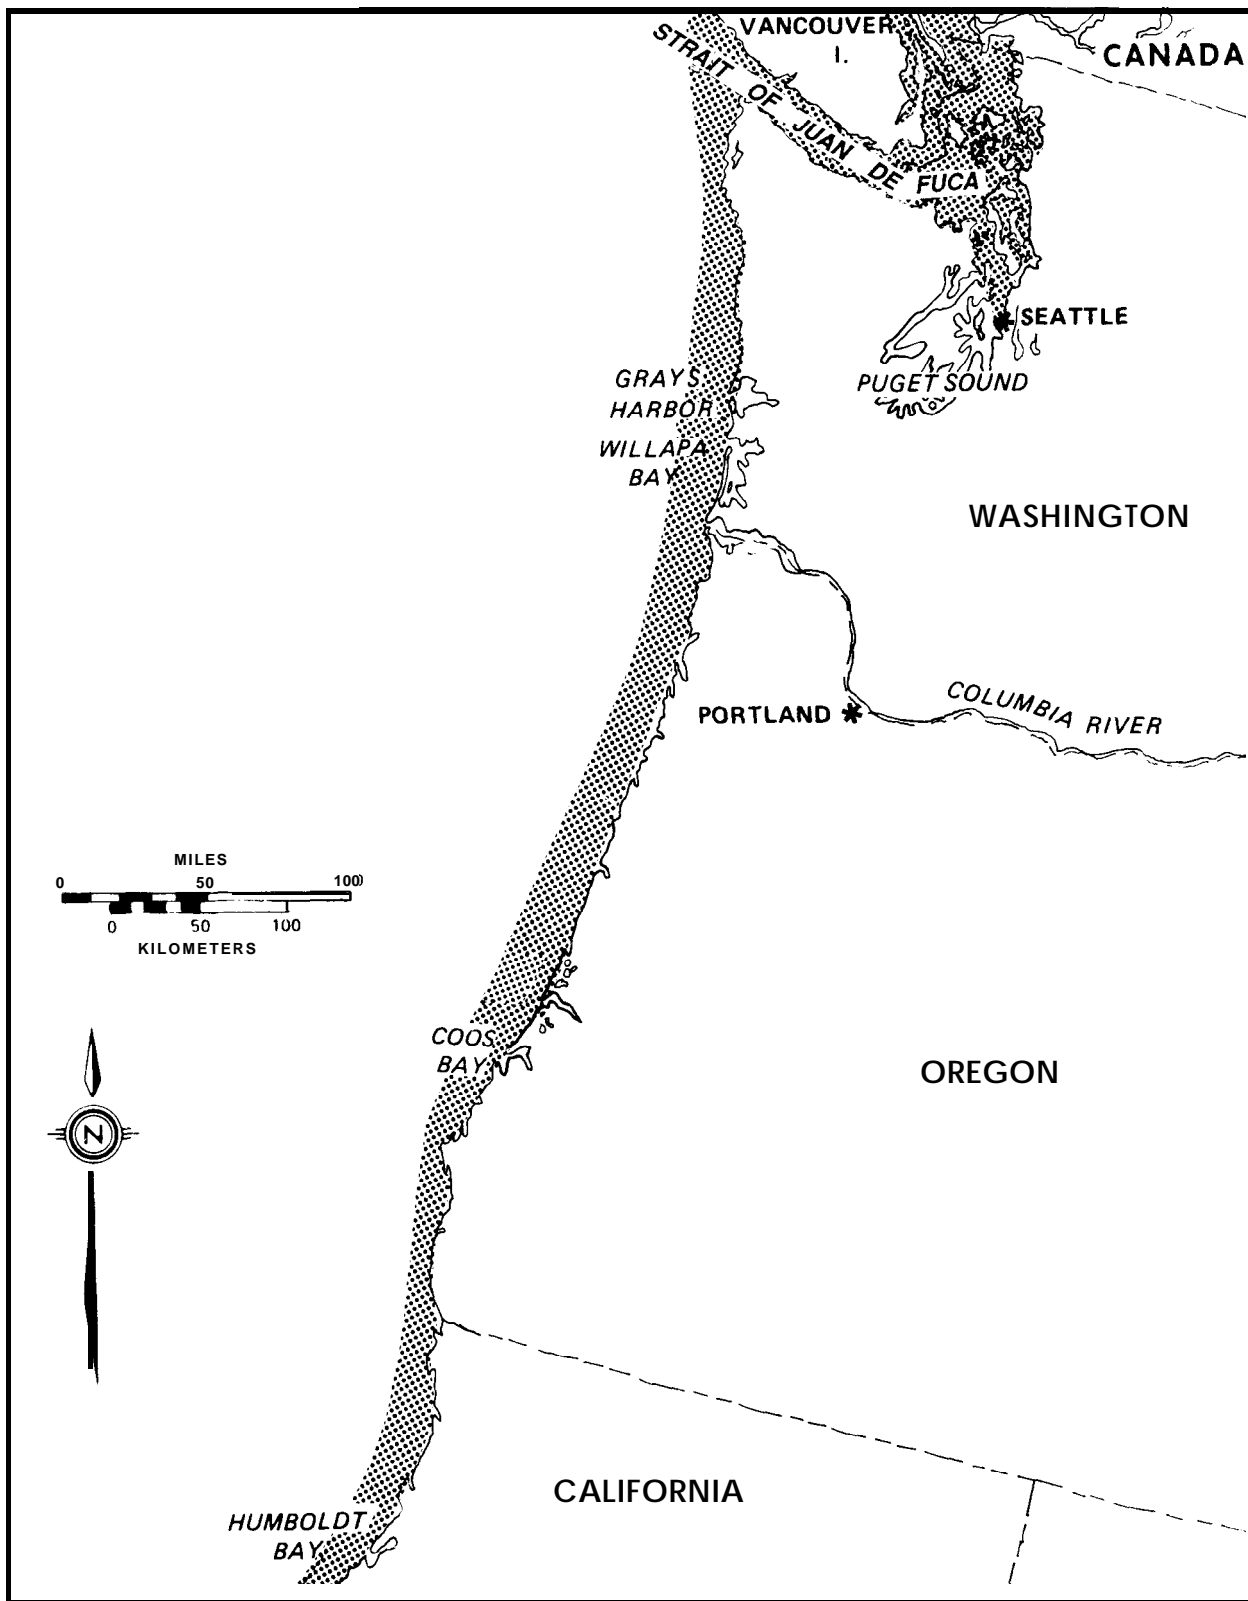 VANCOUVER
I.
CANADA
STRAIT OF JUAN DE FUCA
SEATTLE
GRAYS
HARBOR
PUGET SOUND
WILLAPA
BAY
WASHINGTON
COLUMBIA RIVER
PORTLAND
MILES
0 50 100
0 50 100
KILOMETERS
COOS
BAY
OREGON
N
CALIFORNIA
HUMBOLDT
BAY